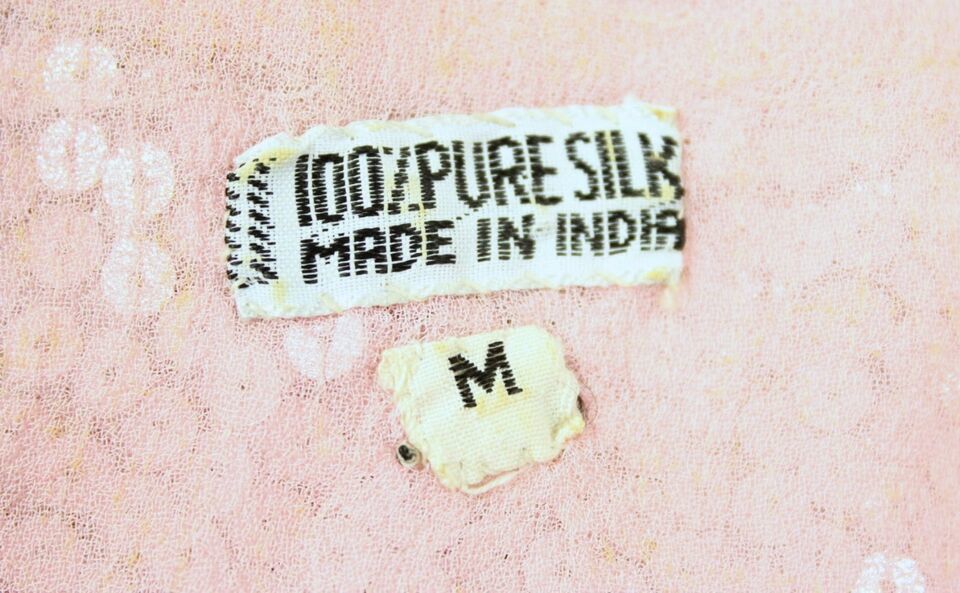 100% PURE SILK
MADE IN INDIA
M